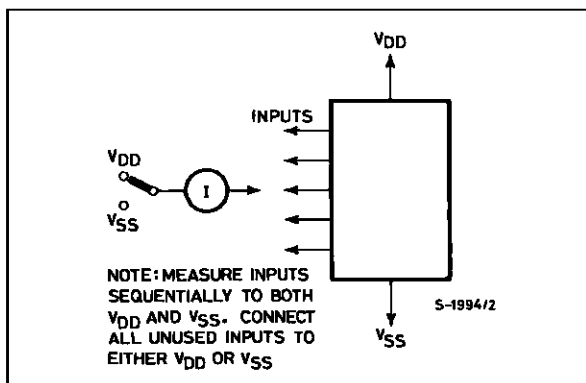 VDD
INPUTS
VDD
I
VSS
NOTE: MEASURE INPUTS
SEQUENTIALLY TO BOTH
VDD AND VSS. CONNECT
ALL UNUSED INPUTS TO
EITHER VDD OR VSS
S-1994/2
VSS